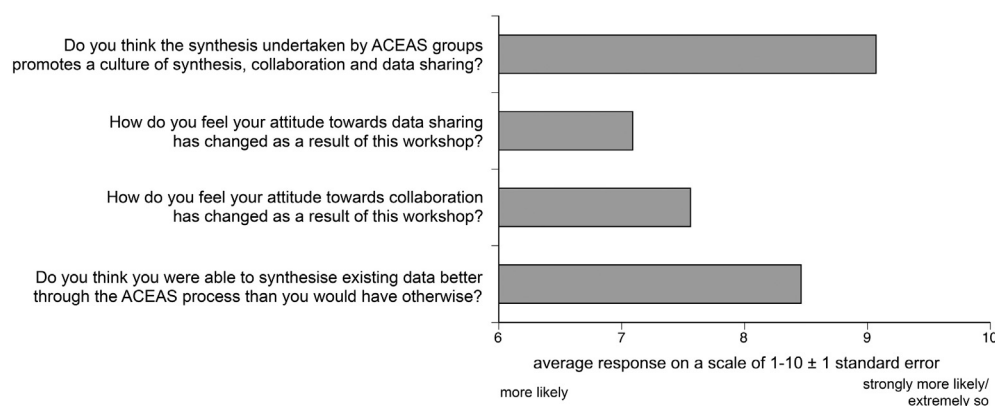 Do you think the synthesis undertaken by ACEAS groups
promotes a culture of synthesis, collaboration and data sharing?
How do you feel your attitude towards data sharing
has changed as a result of this workshop?
How do you feel your attitude towards collaboration
has changed as a result of this workshop?
Do you think you were able to synthesise existing data better
through the ACEAS process than you would have otherwise?
6 7 8 9 10
average response on a scale of 1-10 ± 1 standard error
more likely
strongly more likely/
extremely so